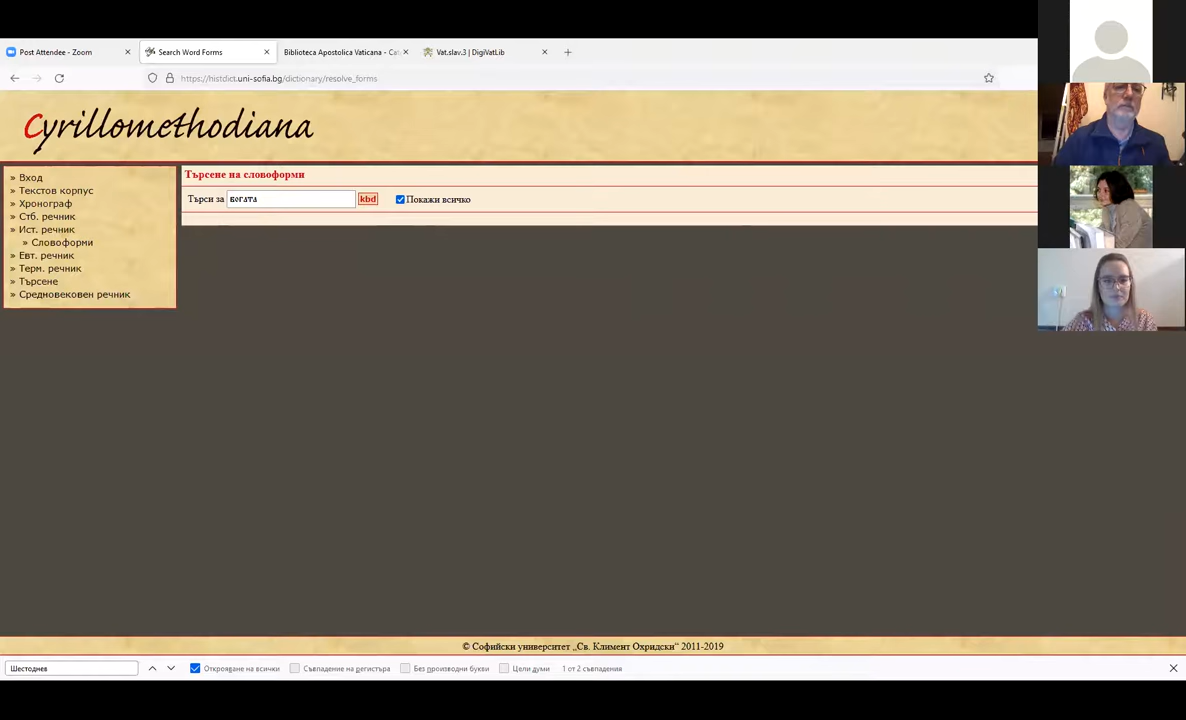 Post Attendee - Zoom
Search Word Forms
Biblioteca Apostolica Vaticana - Cat
Vat.slav.3 | DigiVatLib
https://histdict.uni-sofia.bg/dictionary/resolve_forms
Cyrillomethodiana
» Вход
» Текстов корпус
» Хронограф
» Стб. речник
» Ист. речник
» Словоформи
» Евт. речник
» Терм. речник
» Търсене
» Средновековен речник
Търсене на словоформи
Търси за богата kbd Покажи всичко
© Софийски университет „Св. Климент Охридски“ 2011-2019
Шестоднев Открояване на всички Съвпадение на регистъра Без производни букви Цели думи 1 от 2 съвпадения